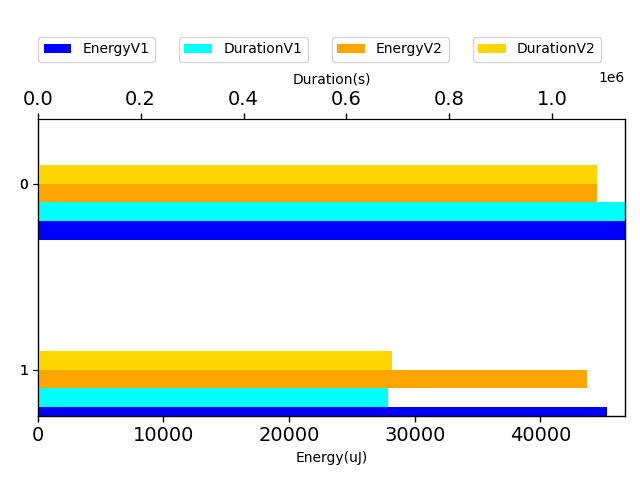 EnergyV1 DurationV1 EnergyV2 DurationV2
Duration(s)
1e6
0.0 0.2 0.4 0.6 0.8 1.0
0
1
0 10000 20000 30000 40000
Energy(uJ)